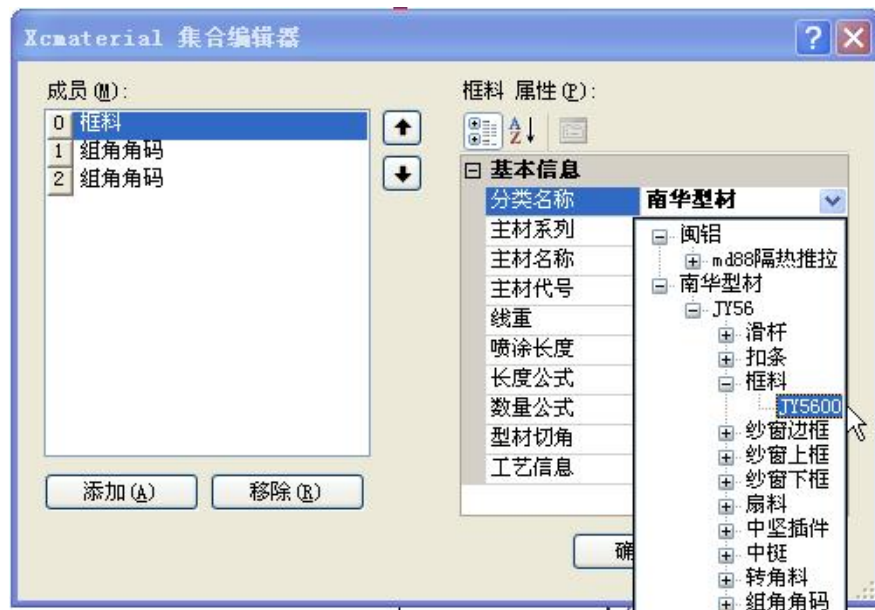 Xcmaterial 集合编辑器
成员(M):
0 框料
1 组角角码
2 组角角码
添加(A)
移除(R)
框料 属性(P):
基本信息
分类名称 南华型材
主材系列
主材名称
主材代号
线重
喷涂长度
长度公式
数量公式
型材切角
工艺信息
闽铝
md88隔热推拉
南华型材
JY56
滑杆
扣条
框料
JY5600
纱窗边框
纱窗上框
纱窗下框
扇料
中坚插件
中梃
转角料
组角角码
确